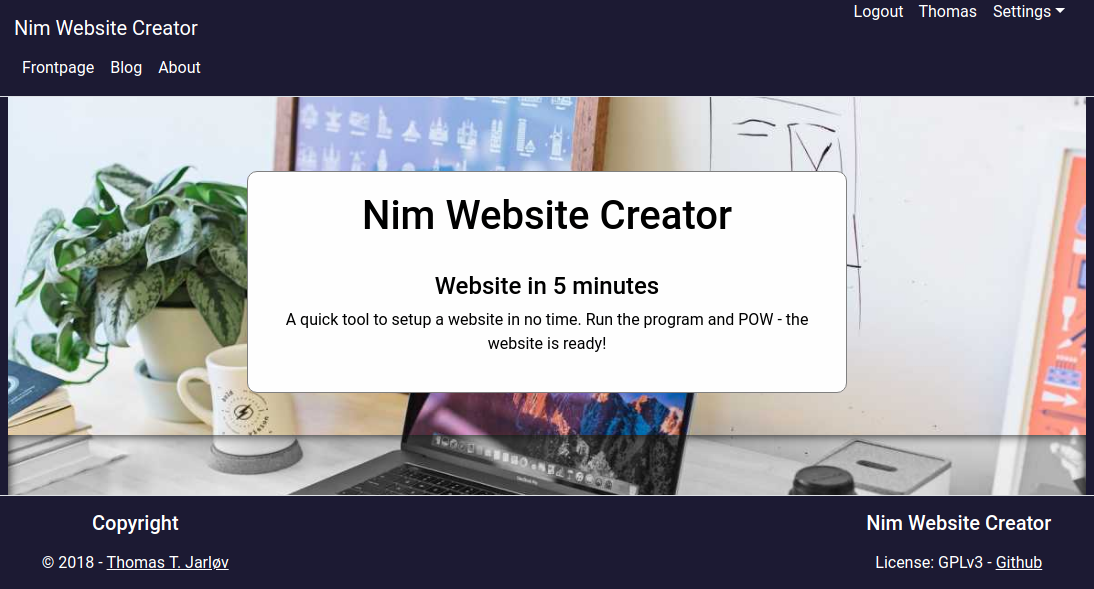 Nim Website Creator
Logout Thomas Settings
Frontpage Blog About
Nim Website Creator
Website in 5 minutes
A quick tool to setup a website in no time. Run the program and POW - the
website is ready!
Copyright
© 2018 - Thomas T. Jarløv
Nim Website Creator
License: GPLv3 - Github